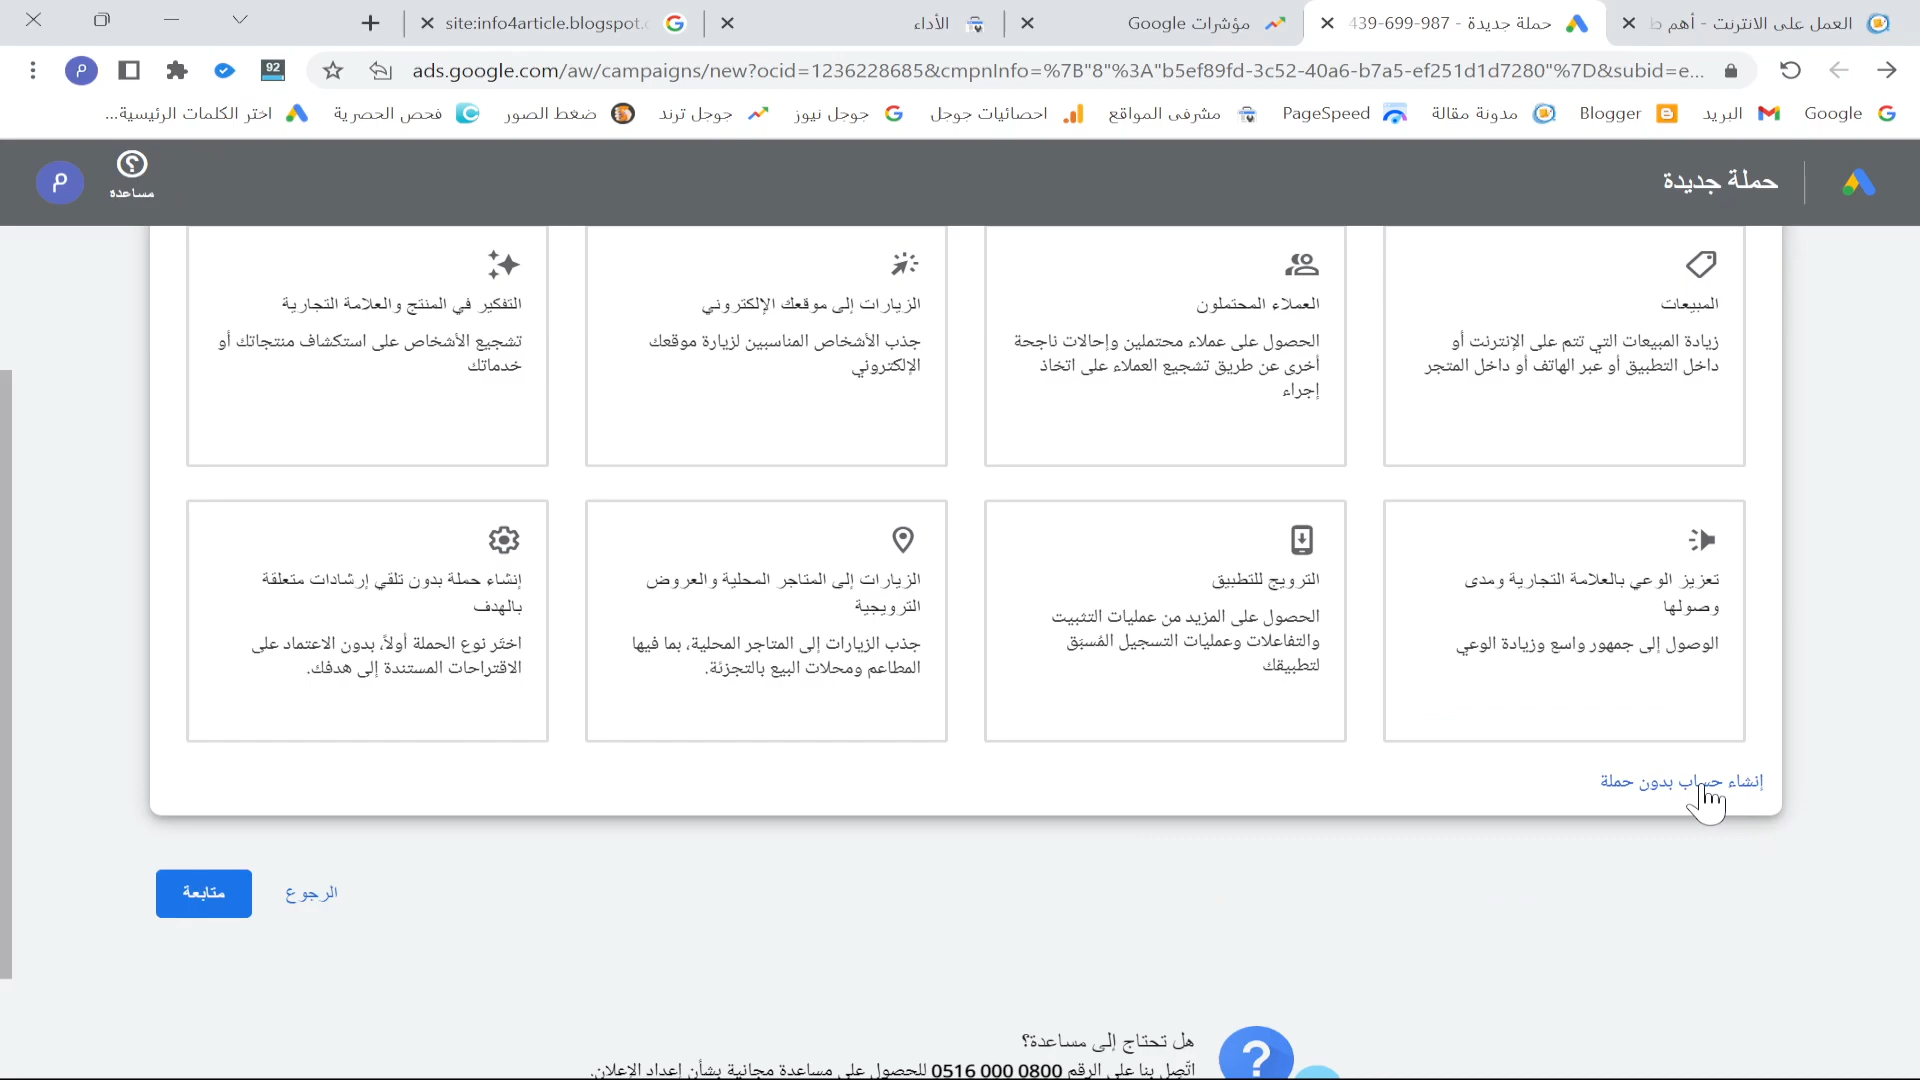 العمل على الانترنت - أهم
حملة جديدة - 987-699-439
مؤشرات Google
الأداء
site:info4article.blogspot.
ads.google.com/aw/campaigns/new?ocid=1236228685&cmpnInfo=%7B"8"%3A"b5ef89fd-3c52-40a6-b7a5-ef251d1d7280"%7D&subid=e...
92
Google
البريد
Blogger
مدونة مقالة
PageSpeed
مشرفى المواقع
احصائيات جوجل
جوجل نيوز
جوجل ترند
ضغط الصور
فحص الحصرية
اختر الكلمات الرئيسية...
حملة جديدة
مساعدة
م
المبيعات
زيادة المبيعات التي تتم على الإنترنت أو
داخل التطبيق أو عبر الهاتف أو داخل المتجر
العملاء المحتملون
الحصول على عملاء محتملين وإحالات ناجحة
أخرى عن طريق تشجيع العملاء على اتخاذ
إجراء
الزيارات إلى موقعك الإلكتروني
جذب الأشخاص المناسبين لزيارة موقعك
الإلكتروني
التفكير في المنتج والعلامة التجارية
تشجيع الأشخاص على استكشاف منتجاتك أو
خدماتك
تعزيز الوعي بالعلامة التجارية ومدى
وصولها
الوصول إلى جمهور واسع وزيادة الوعي
الترويج للتطبيق
الحصول على المزيد من عمليات التثبيت
والتفاعلات وعمليات التسجيل المُسبَق
لتطبيقك
الزيارات إلى المتاجر المحلية والعروض
الترويجية
جذب الزيارات إلى المتاجر المحلية، بما فيها
المطاعم ومحلات البيع بالتجزئة.
إنشاء حملة بدون تلقي إرشادات متعلقة
بالهدف
اختَر نوع الحملة أولاً، بدون الاعتماد على
الاقتراحات المستندة إلى هدفك.
إنشاء حساب بدون حملة
الرجوع
متابعة
هل تحتاج إلى مساعدة؟
اتّصِل بنا على الرقم 0800 000 0516 للحصول على مساعدة مجانية بشأن إعداد الإعلان.